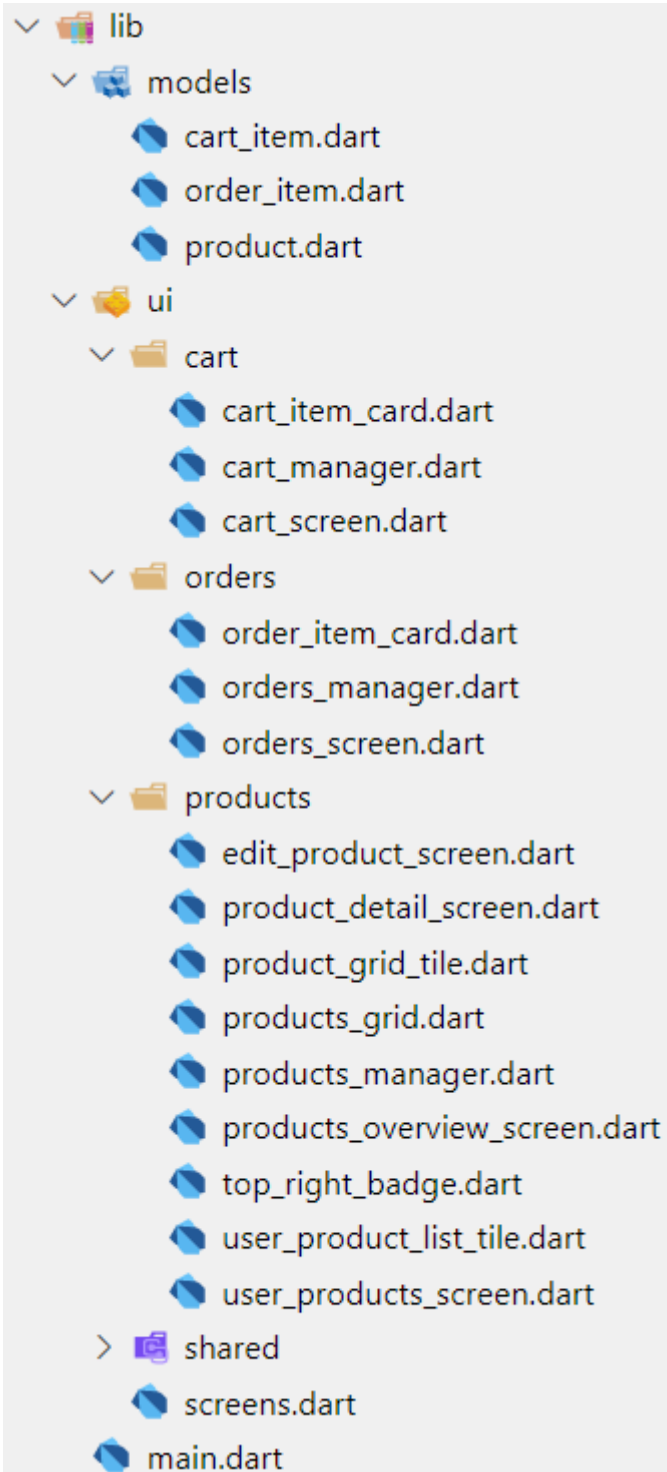 lib
models
cart_item.dart
order_item.dart
product.dart
ui
cart
cart_item_card.dart
cart_manager.dart
cart_screen.dart
orders
order_item_card.dart
orders_manager.dart
orders_screen.dart
products
edit_product_screen.dart
product_detail_screen.dart
product_grid_tile.dart
products_grid.dart
products_manager.dart
products_overview_screen.dart
top_right_badge.dart
user_product_list_tile.dart
user_products_screen.dart
shared
screens.dart
main.dart